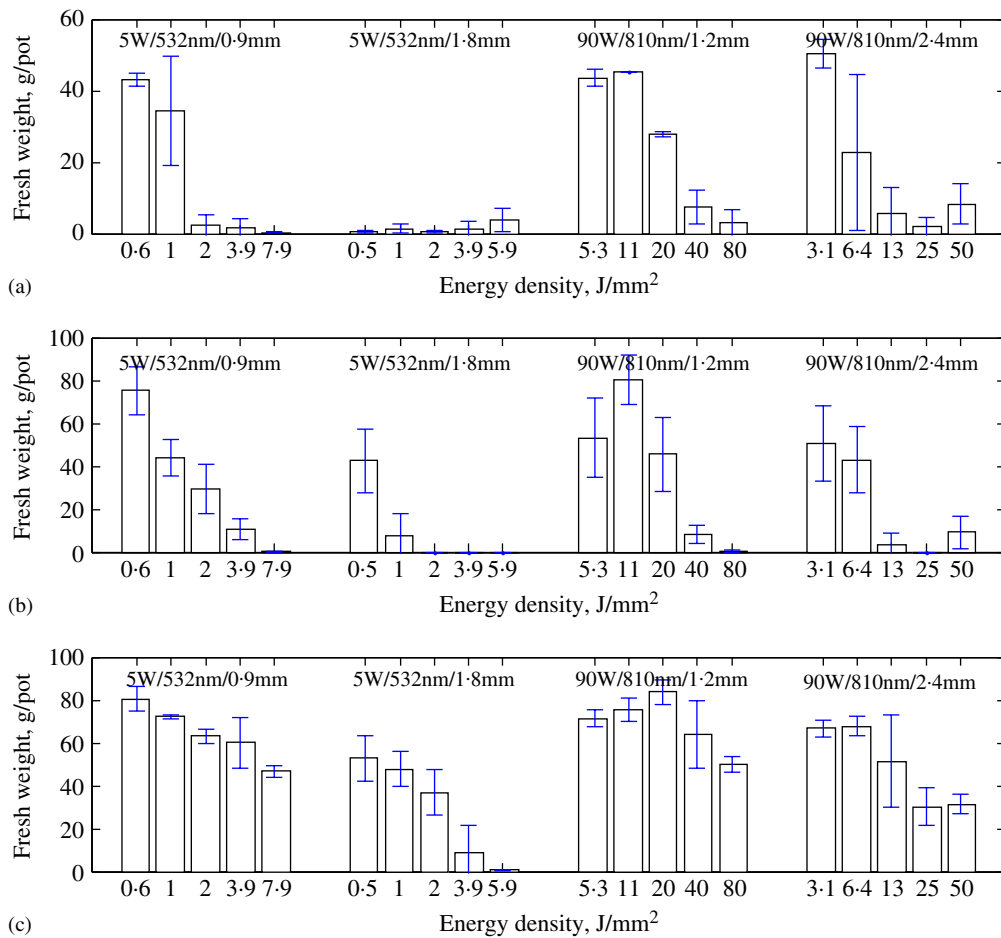 60
40
20
0
Fresh weight, g/pot
5W/532nm/0·9mm 5W/532nm/1·8mm 90W/810nm/1·2mm 90W/810nm/2·4mm
0·6 1 2 3·9 7·9 0·5 1 2 3·9 5·9 5·3 11 20 40 80 3·1 6·4 13 25 50
(a) Energy density, J/mm²
100
80
60
40
20
0
Fresh weight, g/pot
5W/532nm/0·9mm 5W/532nm/1·8mm 90W/810nm/1·2mm 90W/810nm/2·4mm
0·6 1 2 3·9 7·9 0·5 1 2 3·9 5·9 5·3 11 20 40 80 3·1 6·4 13 25 50
(b) Energy density, J/mm²
100
80
60
40
20
0
Fresh weight, g/pot
5W/532nm/0·9mm 5W/532nm/1·8mm 90W/810nm/1·2mm 90W/810nm/2·4mm
0·6 1 2 3·9 7·9 0·5 1 2 3·9 5·9 5·3 11 20 40 80 3·1 6·4 13 25 50
(c) Energy density, J/mm²